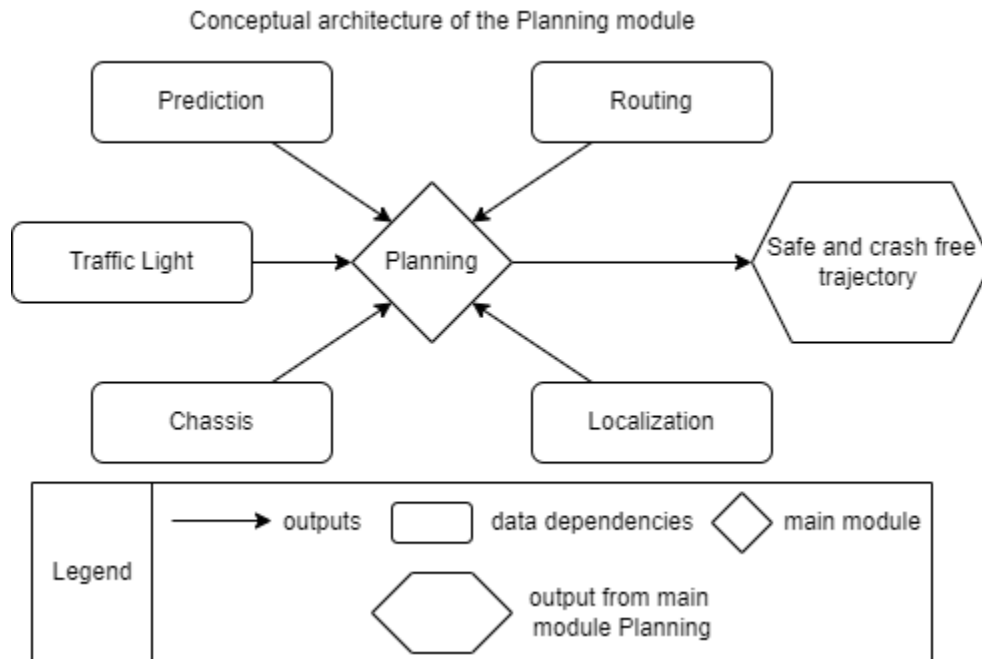 Conceptual architecture of the Planning module
Prediction
Routing
Traffic Light
Planning
Safe and crash free
trajectory
Chassis
Localization
Legend
outputs
data dependencies
main module
output from main
module Planning